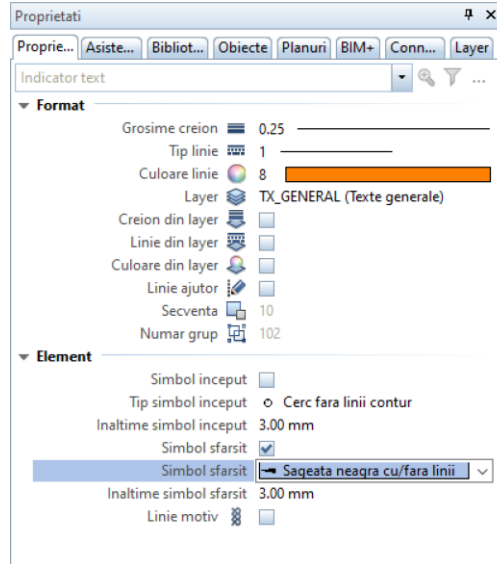 Proprietati
Proprie... Asiste... Bibliot... Obiecte Planuri BIM+ Conn... Layer
Indicator text ...
Format
Grosime creion 0.25
Tip linie 1
Culoare linie 8
Layer TX_GENERAL (Texte generale)
Creion din layer
Linie din layer
Culoare din layer
Linie ajutor
Secventa 10
Numar grup 102
Element
Simbol inceput
Tip simbol inceput Cerc fara linii contur
Inaltime simbol inceput 3.00 mm
Simbol sfarsit
Simbol sfarsit Sageata neagra cu/fara linii
Inaltime simbol sfarsit 3.00 mm
Linie motiv